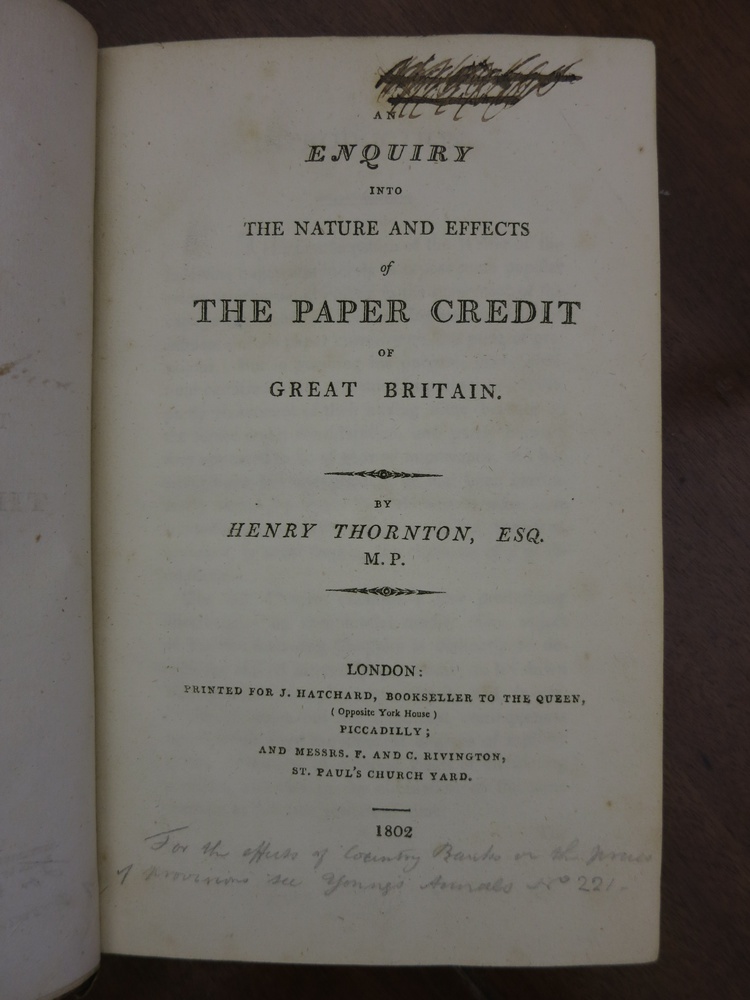 AN
ENQUIRY
INTO
THE NATURE AND EFFECTS
of
THE PAPER CREDIT
OF
GREAT BRITAIN.
BY
HENRY THORNTON, ESQ.
M. P.
LONDON:
PRINTED FOR J. HATCHARD, BOOKSELLER TO THE QUEEN,
( Opposite York House )
PICCADILLY;
AND MESSRS. F. AND C. RIVINGTON,
ST. PAUL'S CHURCH YARD.
1802
For the effects of Country Banks on the prices
of provisions see Young's Annals No 221.